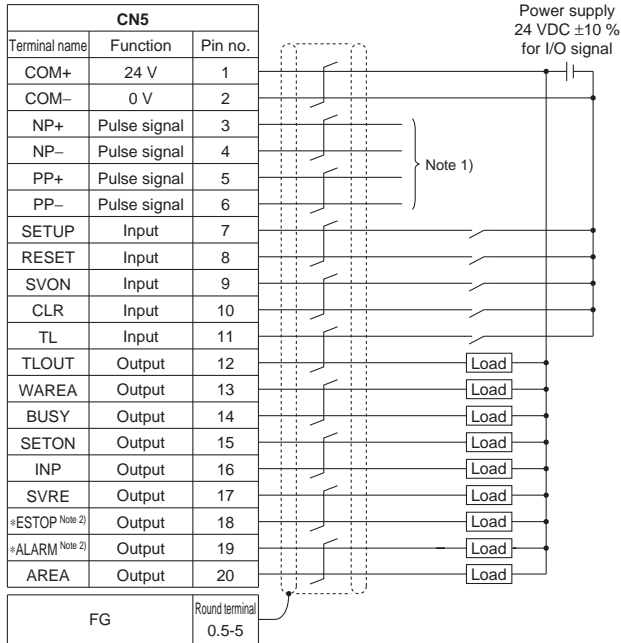 CN5
Power supply
24 VDC ±10 %
for I/O signal
Terminal name Function Pin no.
COM+ 24 V 1
COM− 0 V 2
NP+ Pulse signal 3
NP− Pulse signal 4
PP+ Pulse signal 5
PP− Pulse signal 6
Note 1)
SETUP Input 7
RESET Input 8
SVON Input 9
CLR Input 10
TL Input 11
TLOUT Output 12 Load
WAREA Output 13 Load
BUSY Output 14 Load
SETON Output 15 Load
INP Output 16 Load
SVRE Output 17 Load
∗ESTOP Note 2) Output 18 Load
∗ALARM Note 2) Output 19 Load
AREA Output 20 Load
FG Round terminal
0.5-5